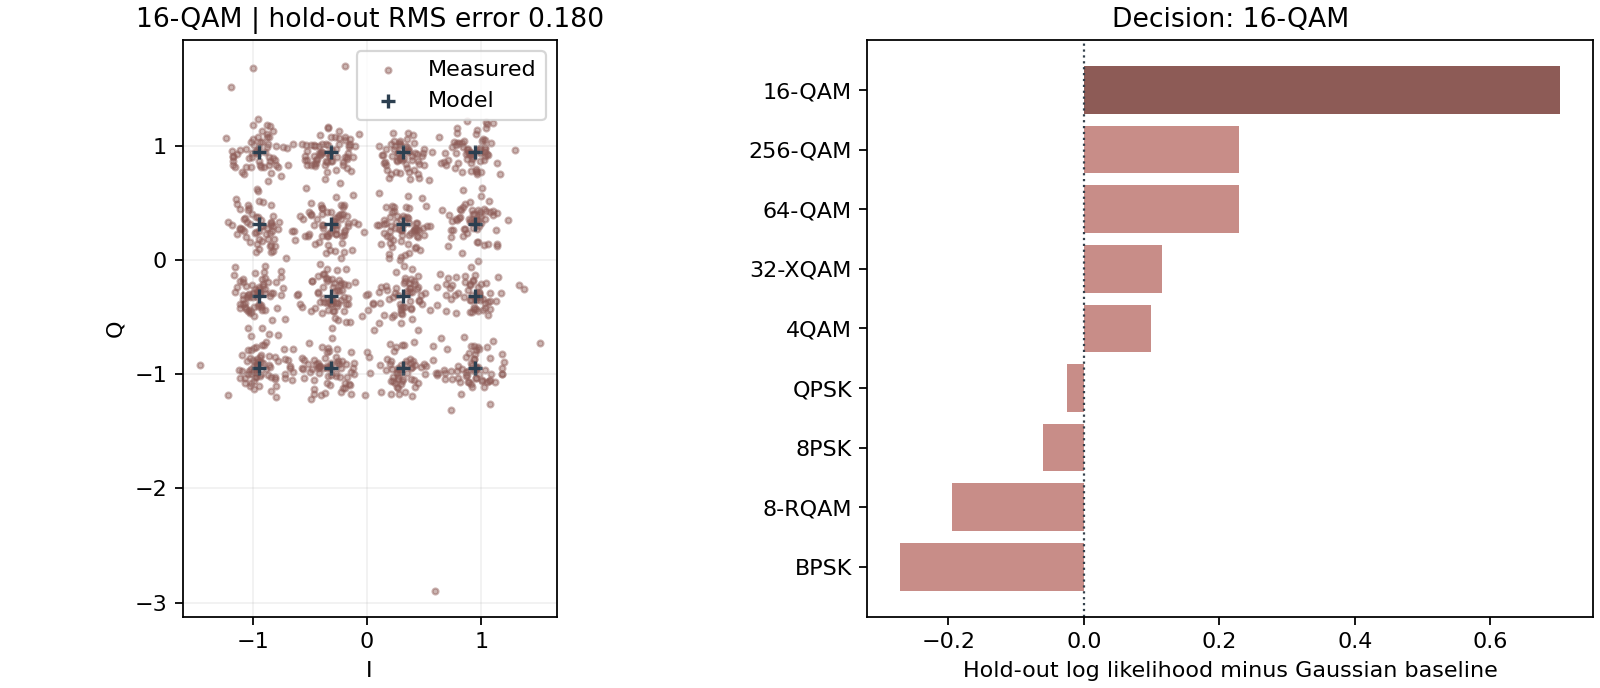 16-QAM | hold-out RMS error 0.180
Measured
Model
1
0
−1
−2
−3
Q
−1
0
1
I
Decision: 16-QAM
16-QAM
256-QAM
64-QAM
32-XQAM
4QAM
QPSK
8PSK
8-RQAM
BPSK
−0.2
0.0
0.2
0.4
0.6
Hold-out log likelihood minus Gaussian baseline